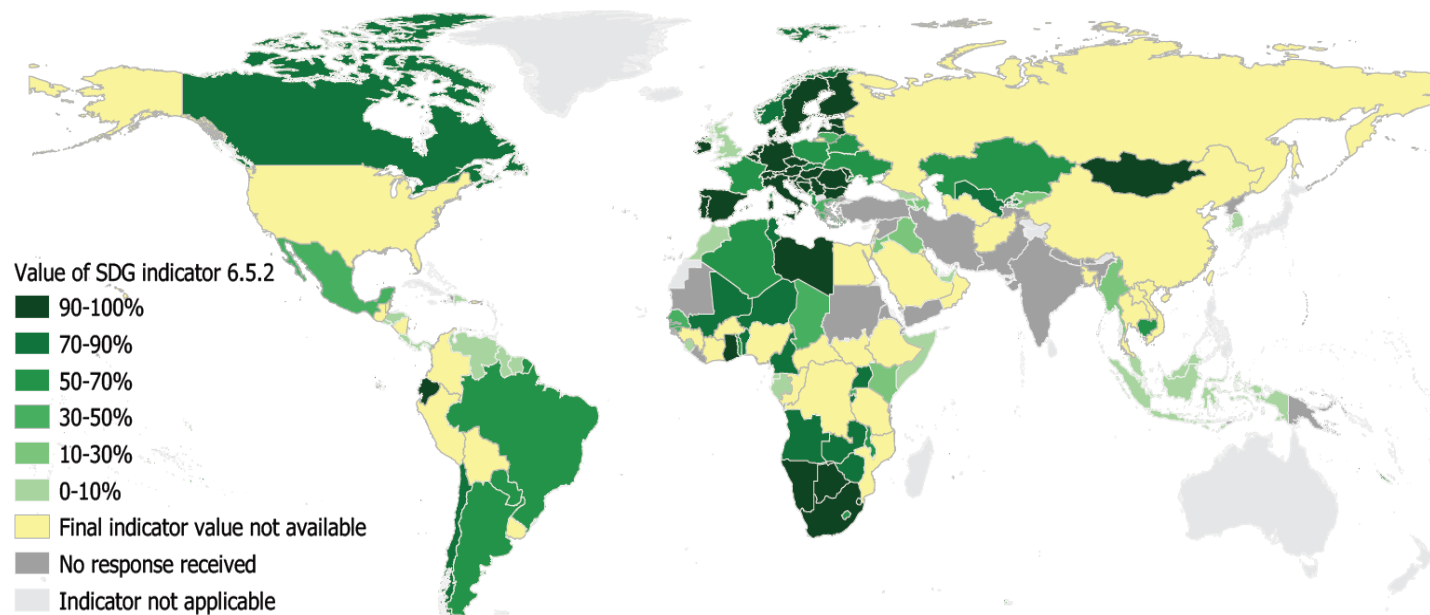 Value of SDG indicator 6.5.2
90-100%
70-90%
50-70%
30-50%
10-30%
0-10%
Final indicator value not available
No response received
Indicator not applicable